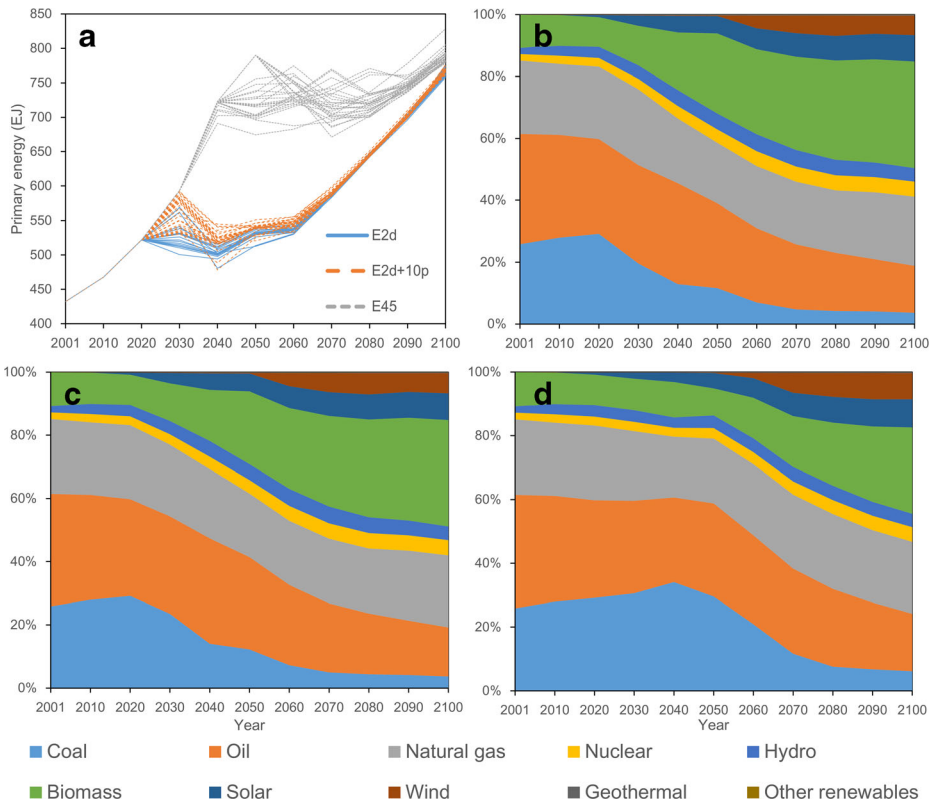 a
Primary energy (EJ)
850
800
750
700
650
600
550
500
450
400
E2d
E2d+10p
E45
2001 2010 2020 2030 2040 2050 2060 2070 2080 2090 2100
b
100%
80%
60%
40%
20%
0%
2001 2010 2020 2030 2040 2050 2060 2070 2080 2090 2100
c
100%
80%
60%
40%
20%
0%
2001 2010 2020 2030 2040 2050 2060 2070 2080 2090 2100
Year
d
100%
80%
60%
40%
20%
0%
2001 2010 2020 2030 2040 2050 2060 2070 2080 2090 2100
Year
Coal Oil Natural gas Nuclear Hydro
Biomass Solar Wind Geothermal Other renewables